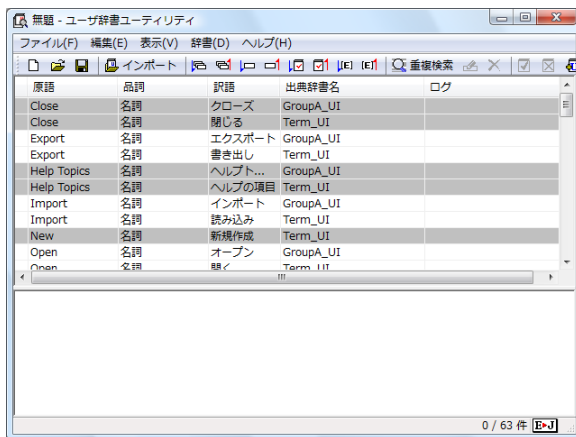 無題 - ユーザ辞書ユーティリティ
ファイル(F) 編集(E) 表示(V) 辞書(D) ヘルプ(H)
インポート [E] [E] 重複検索
原語 品詞 訳語 出典辞書名 ログ
Close 名詞 クローズ GroupA_UI
Close 名詞 閉じる Term_UI
Export 名詞 エクスポート GroupA_UI
Export 名詞 書き出し Term_UI
Help Topics 名詞 ヘルプト... GroupA_UI
Help Topics 名詞 ヘルプの項目 Term_UI
Import 名詞 インポート GroupA_UI
Import 名詞 読み込み Term_UI
New 名詞 新規作成 Term_UI
Open 名詞 オープン GroupA_UI
Open 名詞 開く Term_UI
0 / 63 件 E▸J